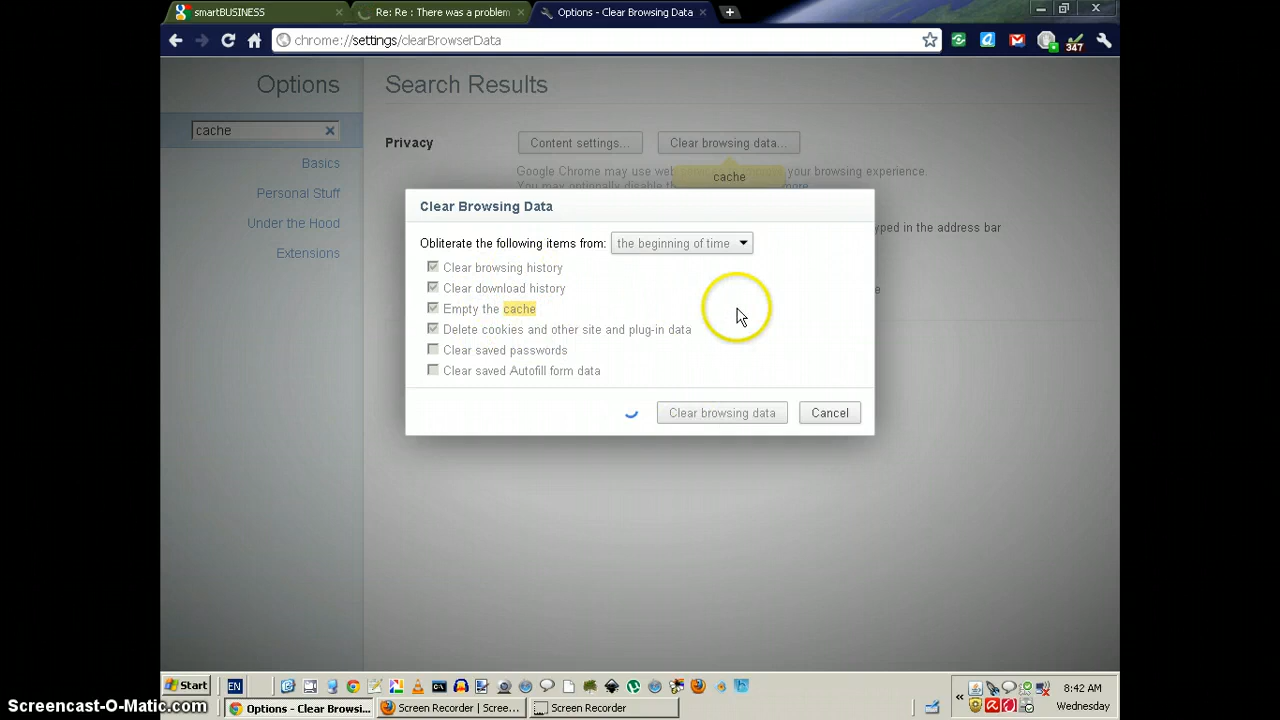 smartBUSINESS
Re: Re : There was a problem
Options - Clear Browsing Data
chrome://settings/clearBrowserData
347
Options
Search Results
cache
Privacy
Content settings...
Clear browsing data...
Basics
Google Chrome may use web
your browsing experience.
cache
You may optionally disable
more
Personal Stuff
Clear Browsing Data
Under the Hood
yped in the address bar
Obliterate the following items from:
the beginning of time
Extensions
Clear browsing history
Clear download history
Empty the cache
Delete cookies and other site and plug-in data
Clear saved passwords
Clear saved Autofill form data
Clear browsing data
Cancel
Start
EN
8:42 AM
Wednesday
Options - Clear Browsi...
Screen Recorder | Scree...
Screen Recorder
Screencast-O-Matic.com